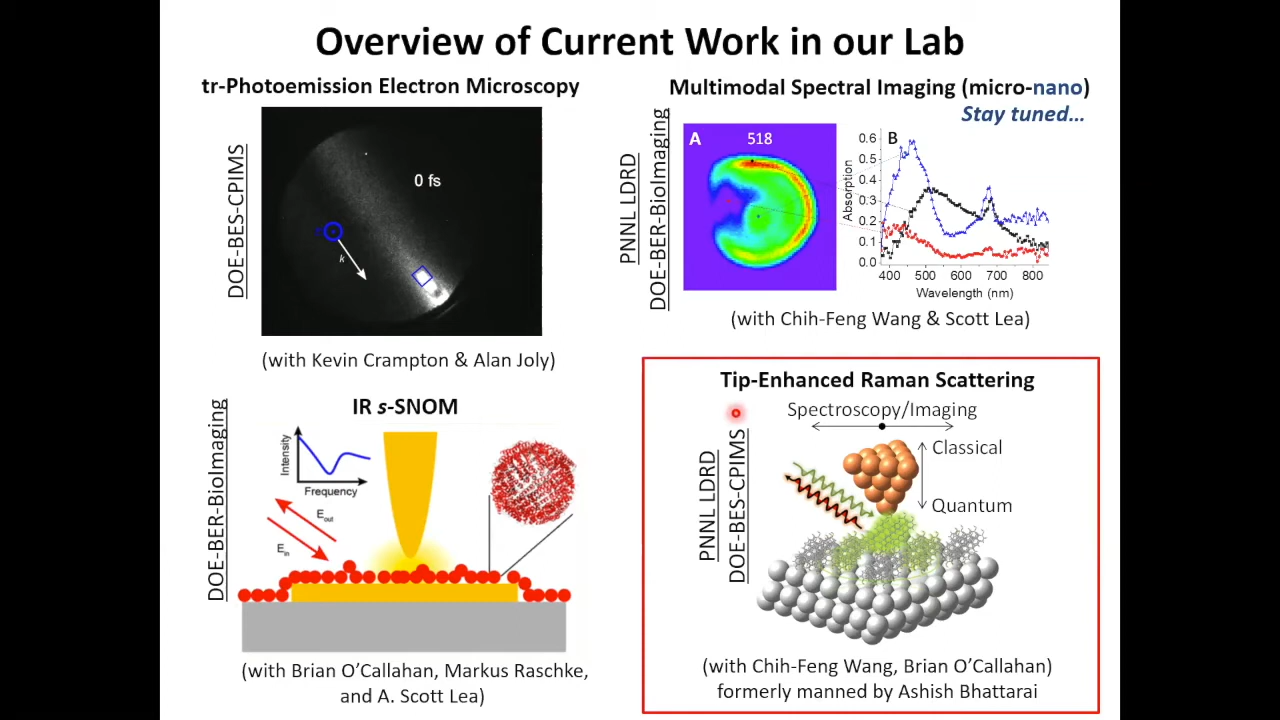 Overview of Current Work in our Lab
tr-Photoemission Electron Microscopy
DOE-BES-CPIMS
0 fs
k
(with Kevin Crampton & Alan Joly)
Multimodal Spectral Imaging (micro-nano)
Stay tuned...
PNNL LDRD
DOE-BER-BioImaging
A
518
B
Absorption
0.6
0.5
0.4
0.3
0.2
0.1
0.0
400 500 600 700 800
Wavelength (nm)
(with Chih-Feng Wang & Scott Lea)
IR s-SNOM
DOE-BER-BioImaging
Intensity
Frequency
Eout
Ein
(with Brian O'Callahan, Markus Raschke,
and A. Scott Lea)
Tip-Enhanced Raman Scattering
Spectroscopy/Imaging
PNNL LDRD
DOE-BES-CPIMS
Classical
Quantum
(with Chih-Feng Wang, Brian O'Callahan)
formerly manned by Ashish Bhattarai